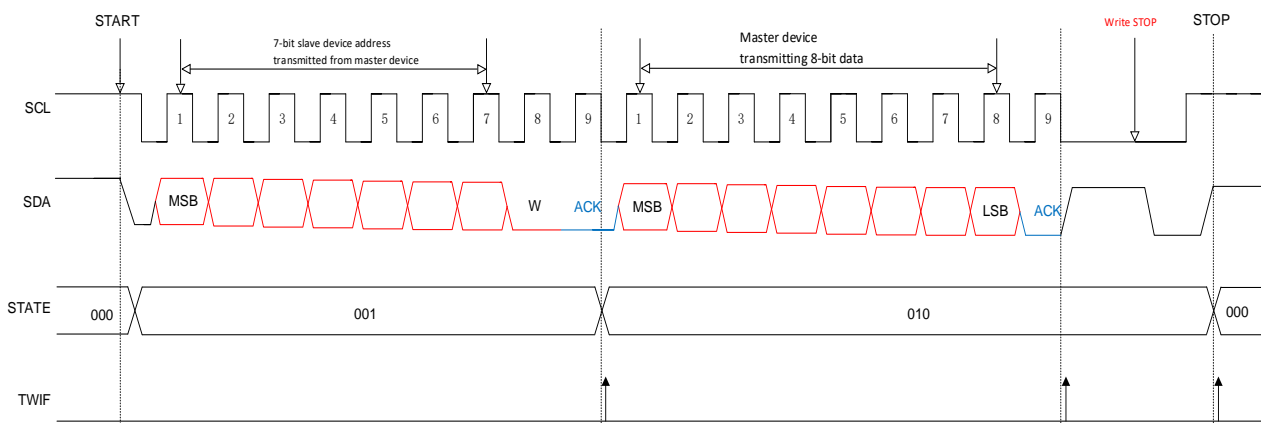 START
Write STOP
STOP
7-bit slave device address
transmitted from master device
Master device
transmitting 8-bit data
SCL
1 2 3 4 5 6 7 8 9 1 2 3 4 5 6 7 8 9
SDA
MSB W ACK MSB LSB ACK
STATE
000 001 010 000
TWIF